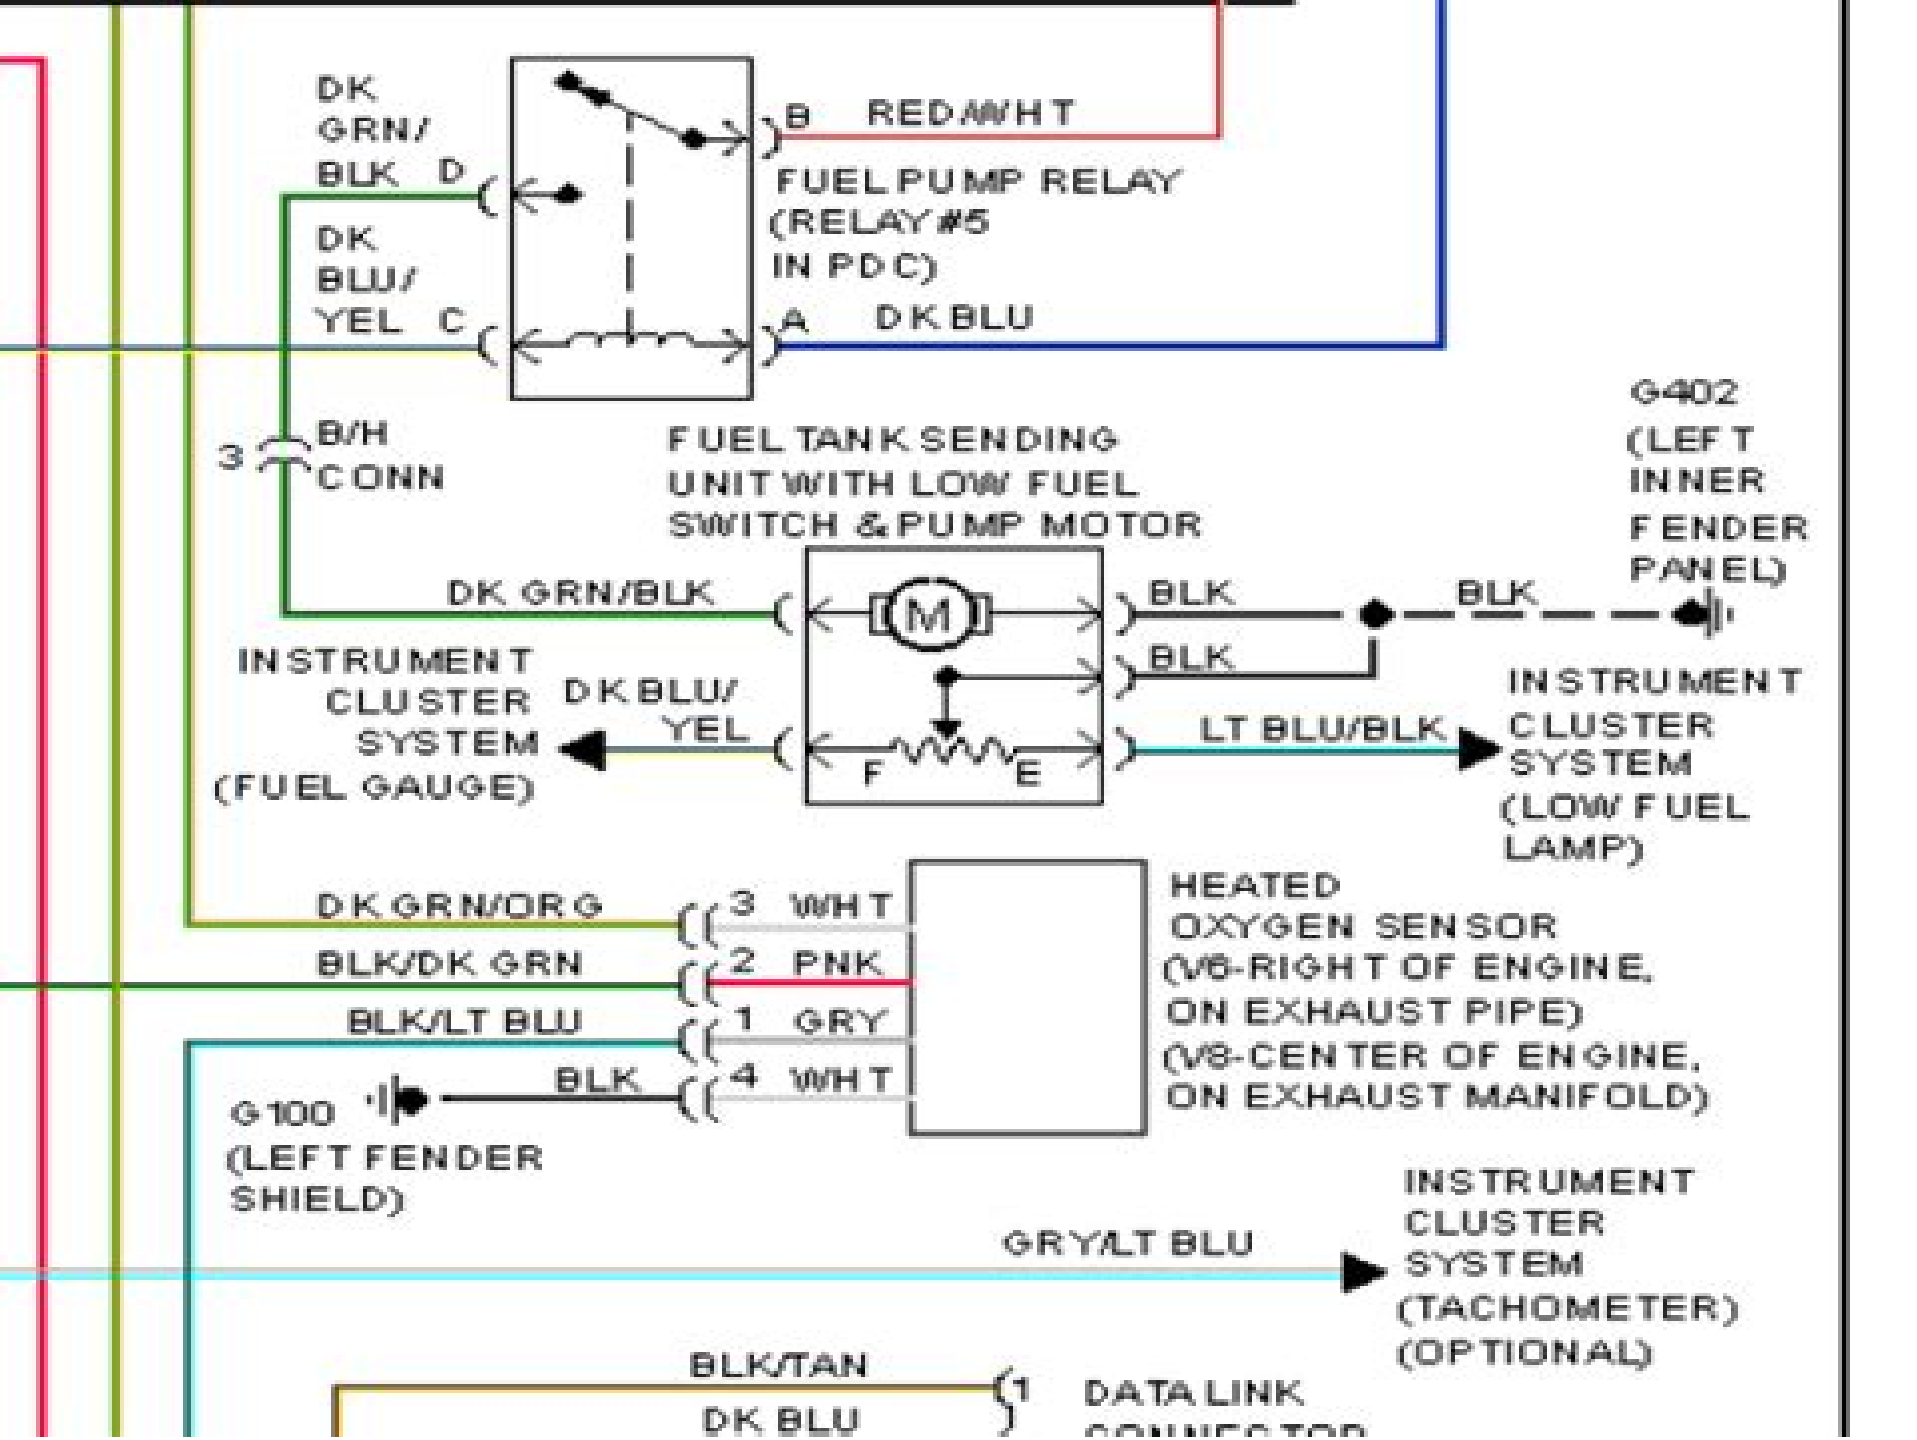 DK
GRN/
BLK D
B RED/WHT
FUEL PUMP RELAY
(RELAY #5
IN PDC)
DK
BLU/
YEL C
A DK BLU
3 B/H
CONN
FUEL TANK SENDING
UNIT WITH LOW FUEL
SWITCH & PUMP MOTOR
G402
(LEFT
INNER
FENDER
PANEL)
DK GRN/BLK
M
BLK
BLK
BLK
INSTRUMENT
CLUSTER
SYSTEM
(FUEL GAUGE)
DK BLU/
YEL
F E
LT BLU/BLK
INSTRUMENT
CLUSTER
SYSTEM
(LOW FUEL
LAMP)
DK GRN/ORG 3 WHT
BLK/DK GRN 2 PNK
BLK/LT BLU 1 GRY
BLK 4 WHT
HEATED
OXYGEN SENSOR
(V6-RIGHT OF ENGINE,
ON EXHAUST PIPE)
(V8-CENTER OF ENGINE,
ON EXHAUST MANIFOLD)
G100
(LEFT FENDER
SHIELD)
GRY/LT BLU
INSTRUMENT
CLUSTER
SYSTEM
(TACHOMETER)
(OPTIONAL)
BLK/TAN 1
DK BLU
DATA LINK
CONNECTOR